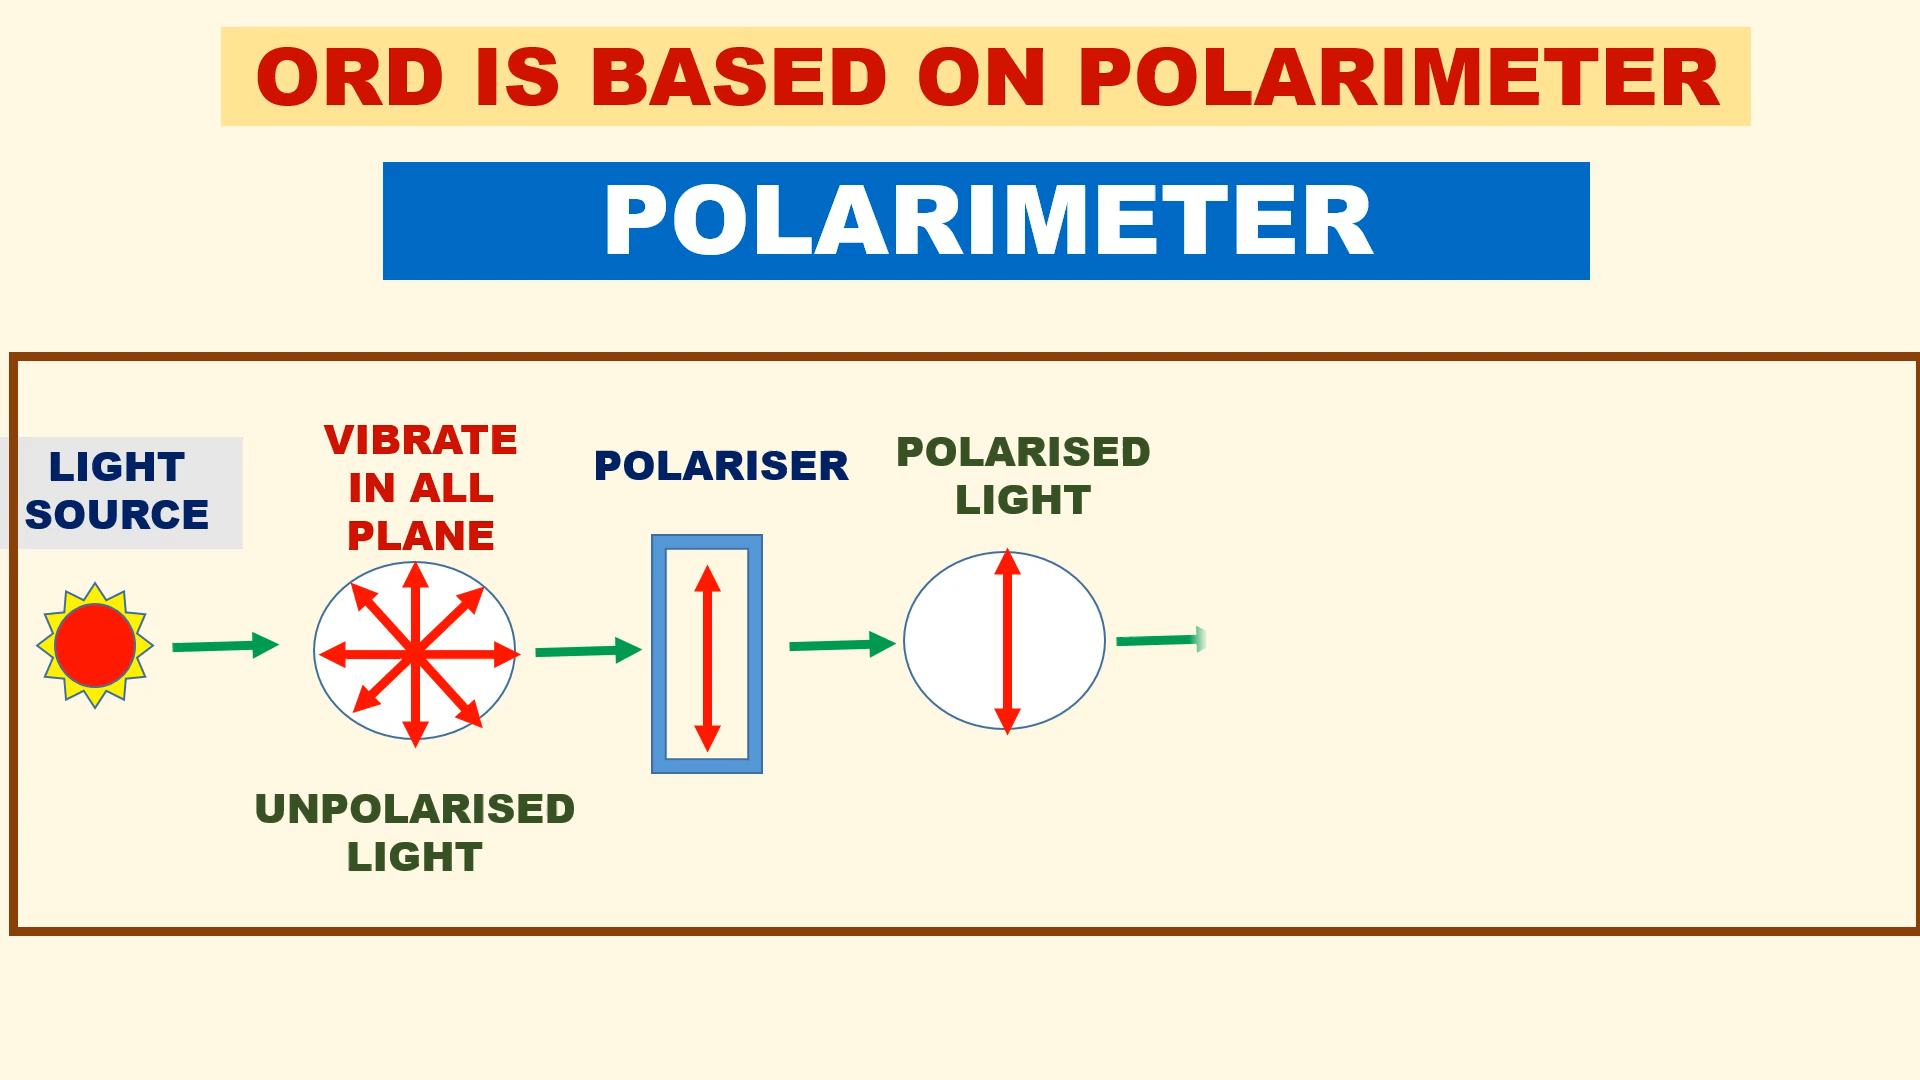 ORD IS BASED ON POLARIMETER
POLARIMETER
LIGHT
SOURCE
VIBRATE
IN ALL
PLANE
POLARISER
POLARISED
LIGHT
UNPOLARISED
LIGHT